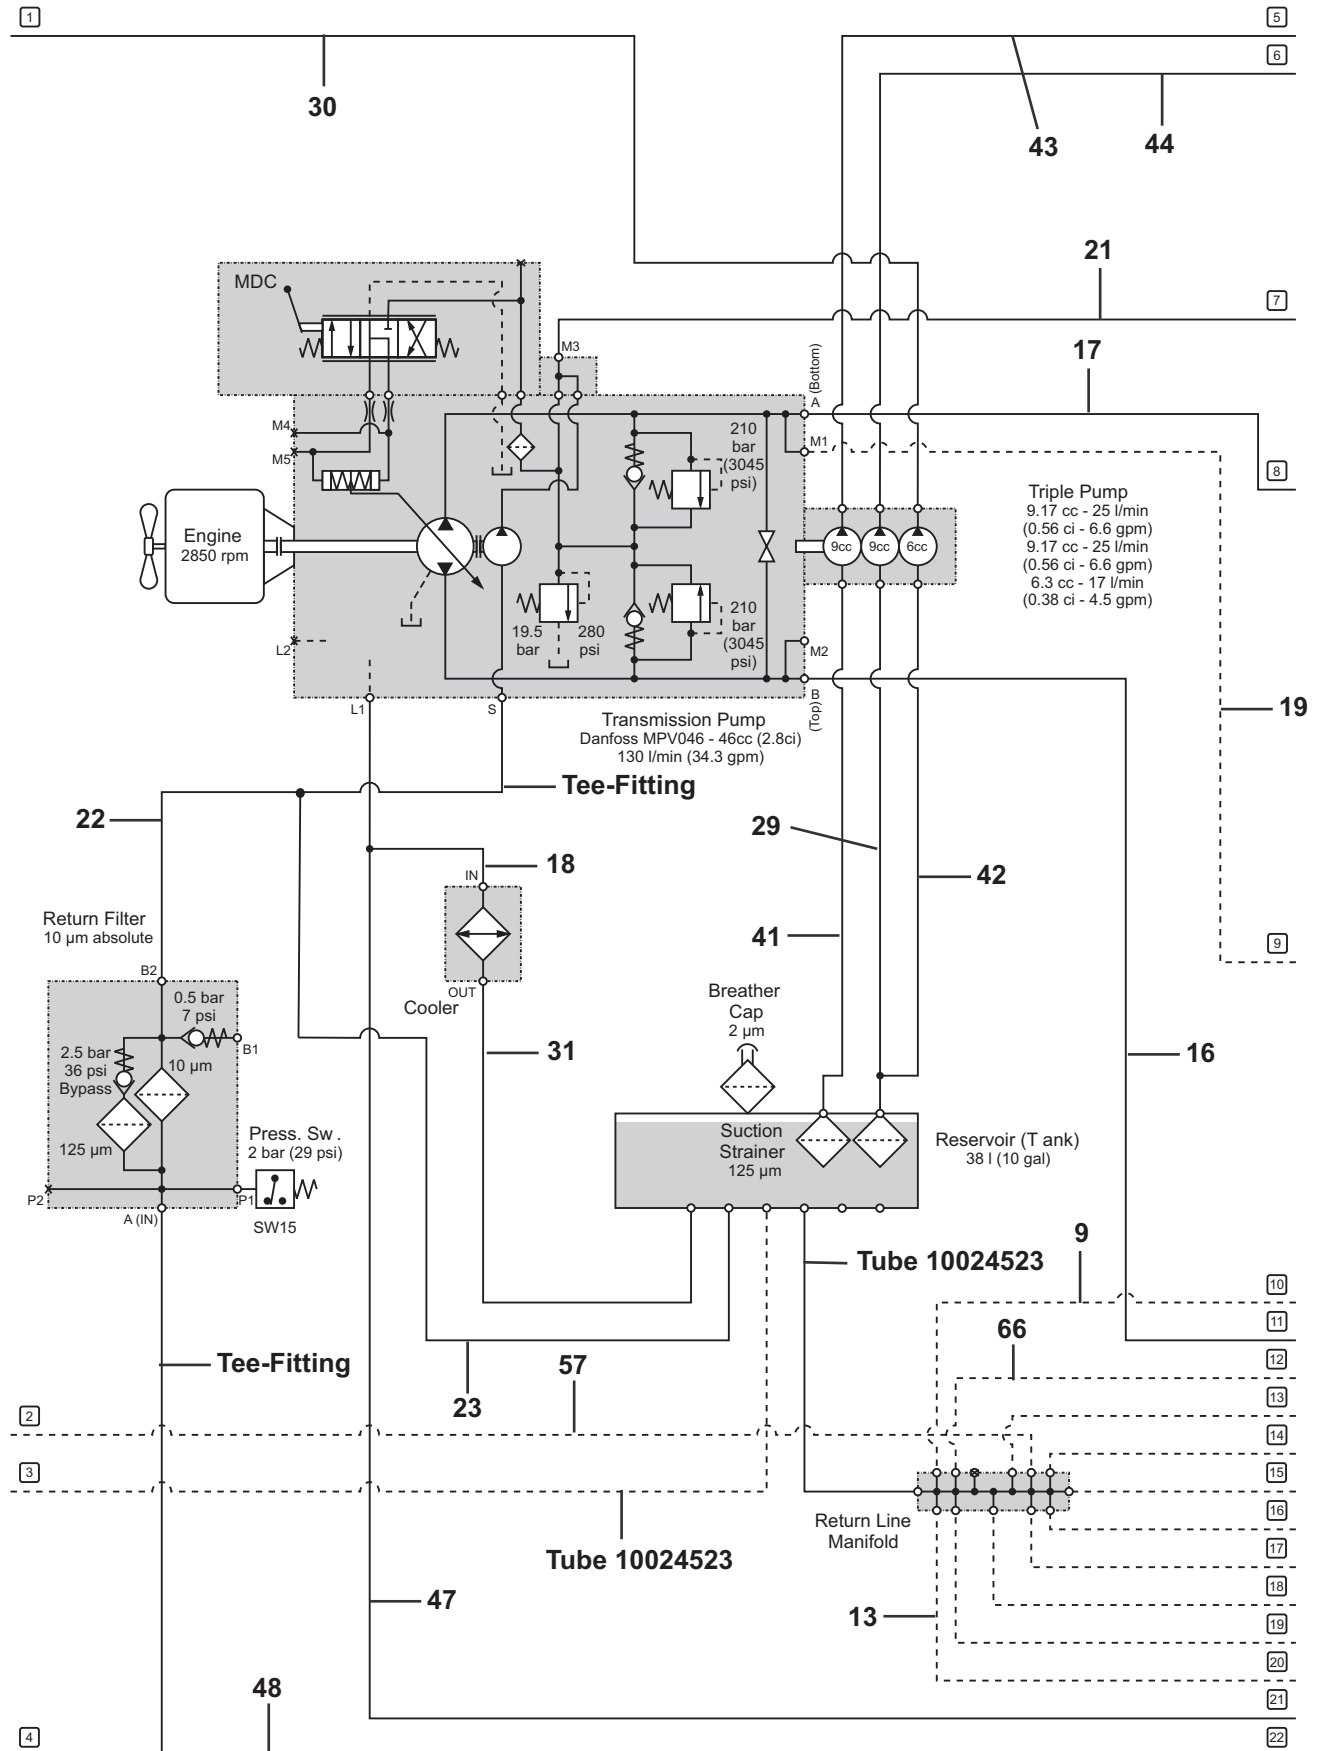 1
5
6
30
43
44
21
MDC
7
M3
17
(Bottom)
A
M4
M1
M5
210
bar
(3045
psi)
8
Triple Pump
9.17 cc - 25 l/min
(0.56 ci - 6.6 gpm)
9.17 cc - 25 l/min
(0.56 ci - 6.6 gpm)
6.3 cc - 17 l/min
(0.38 ci - 4.5 gpm)
Engine
2850 rpm
9cc
9cc
6cc
19.5
bar
280
psi
210
bar
(3045
psi)
L2
M2
L1
S
B
(Top)
19
Transmission Pump
Danfoss MPV046 - 46cc (2.8ci)
130 l/min (34.3 gpm)
Tee-Fitting
22
29
18
IN
42
Return Filter
10 µm absolute
41
9
B2
OUT
Cooler
Breather
Cap
2 µm
0.5 bar
7 psi
B1
2.5 bar
36 psi
Bypass
10 µm
31
16
125 µm
Press. Sw .
2 bar (29 psi)
Suction
Strainer
125 µm
Reservoir (T ank)
38 l (10 gal)
P2
P1
A (IN)
SW15
9
Tube 10024523
10
11
66
Tee-Fitting
57
12
23
13
2
14
3
15
16
Return Line
Manifold
17
Tube 10024523
18
47
13
19
20
48
21
4
22